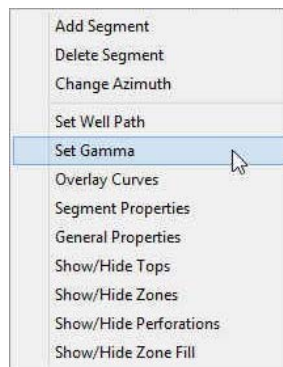 Add Segment
Delete Segment
Change Azimuth
Set Well Path
Set Gamma
Overlay Curves
Segment Properties
General Properties
Show/Hide Tops
Show/Hide Zones
Show/Hide Perforations
Show/Hide Zone Fill